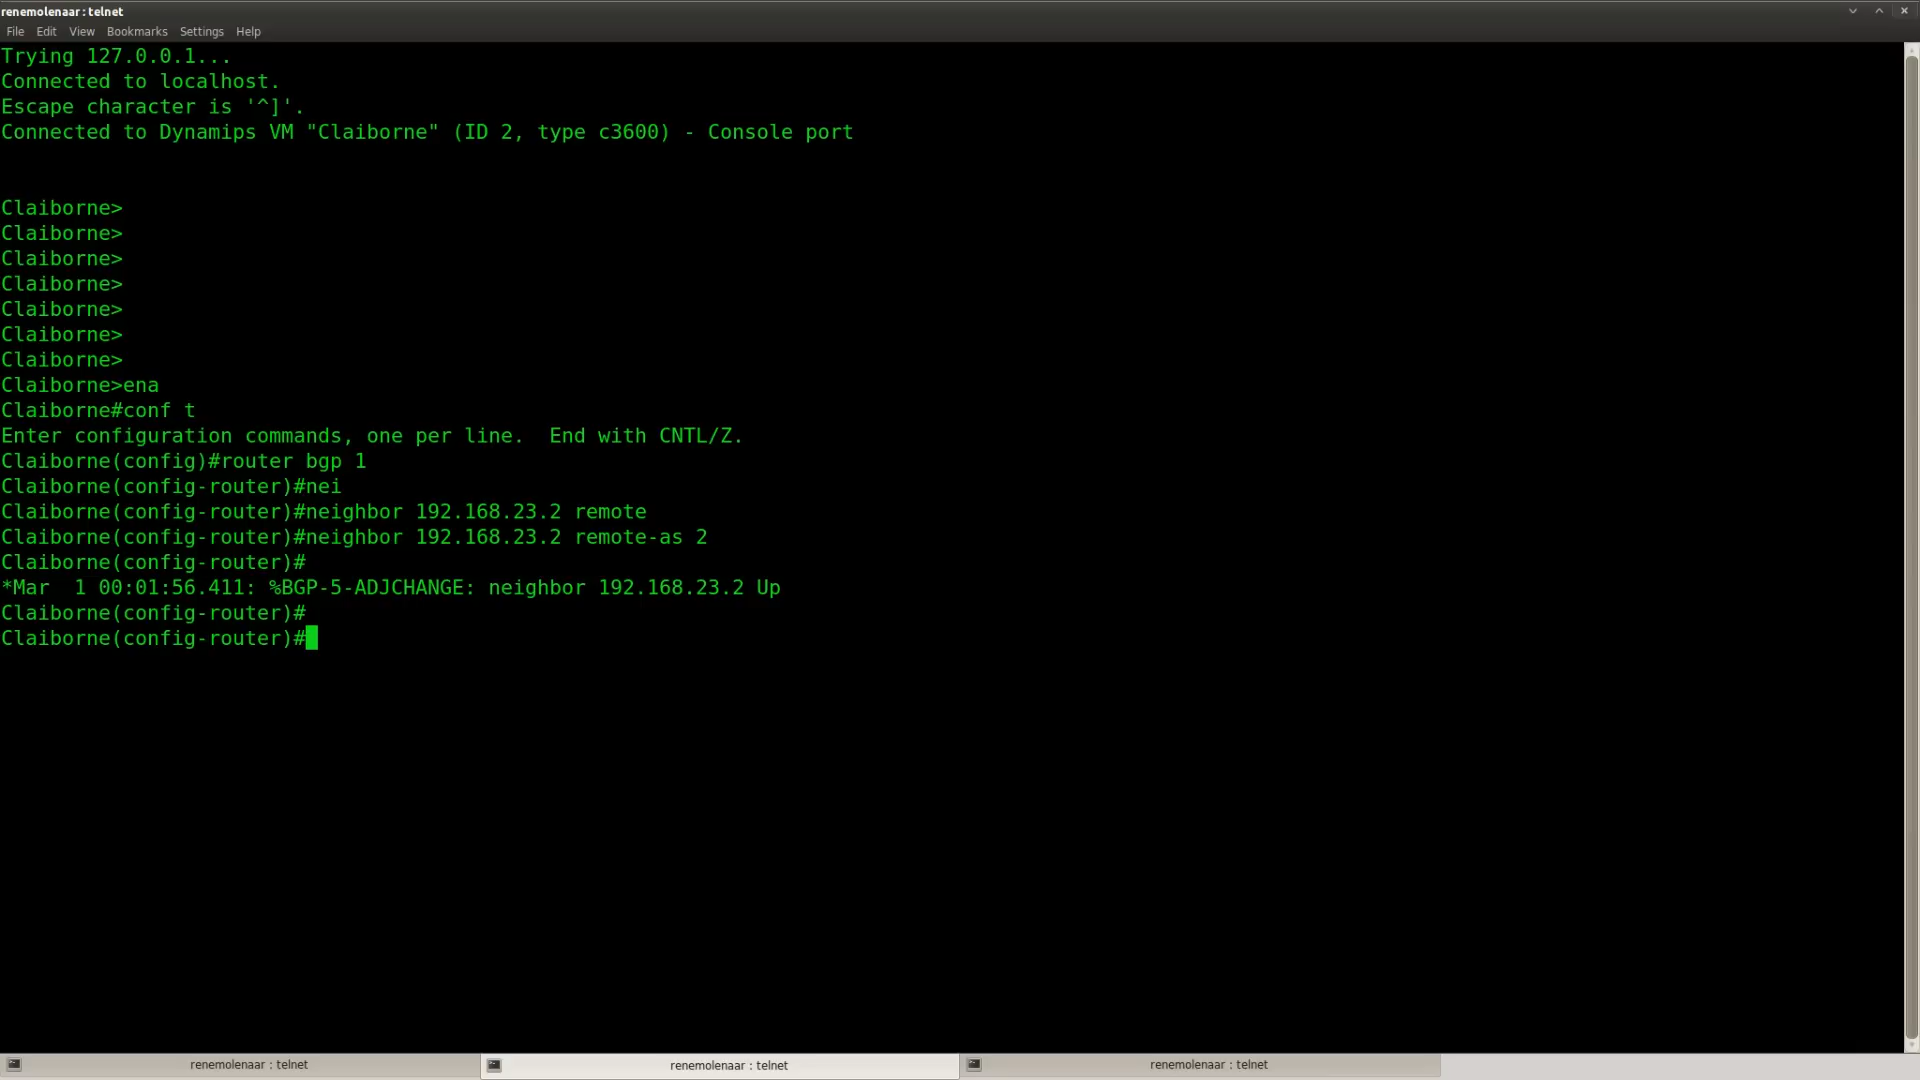 renemolenaar : telnet
File Edit View Bookmarks Settings Help
Trying 127.0.0.1...
Connected to localhost.
Escape character is '^]'.
Connected to Dynamips VM "Claiborne" (ID 2, type c3600) - Console port
Claiborne>
Claiborne>
Claiborne>
Claiborne>
Claiborne>
Claiborne>
Claiborne>
Claiborne>ena
Claiborne#conf t
Enter configuration commands, one per line.  End with CNTL/Z.
Claiborne(config)#router bgp 1
Claiborne(config-router)#nei
Claiborne(config-router)#neighbor 192.168.23.2 remote
Claiborne(config-router)#neighbor 192.168.23.2 remote-as 2
Claiborne(config-router)#
*Mar  1 00:01:56.411: %BGP-5-ADJCHANGE: neighbor 192.168.23.2 Up
Claiborne(config-router)#
Claiborne(config-router)#
renemolenaar : telnet renemolenaar : telnet renemolenaar : telnet